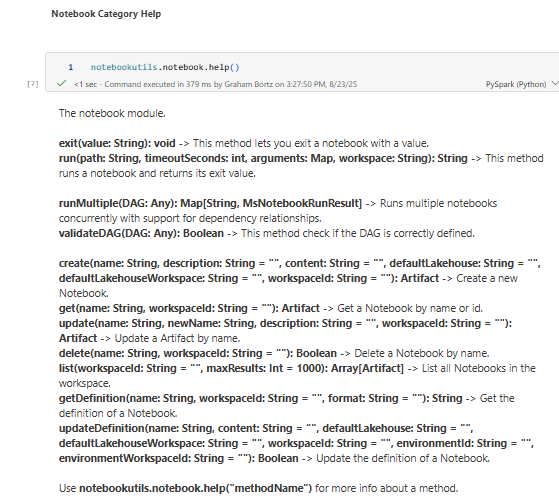 Notebook Category Help
1 notebookutils.notebook.help()
[7] <1 sec - Command executed in 379 ms by Graham Bortz on 3:27:50 PM, 8/23/25 PySpark (Python)
The notebook module.
exit(value: String): void -> This method lets you exit a notebook with a value.
run(path: String, timeoutSeconds: int, arguments: Map, workspace: String): String -> This method
runs a notebook and returns its exit value.
runMultiple(DAG: Any): Map[String, MsNotebookRunResult] -> Runs multiple notebooks
concurrently with support for dependency relationships.
validateDAG(DAG: Any): Boolean -> This method check if the DAG is correctly defined.
create(name: String, description: String = "", content: String = "", defaultLakehouse: String = "",
defaultLakehouseWorkspace: String = "", workspaceId: String = ""): Artifact -> Create a new
Notebook.
get(name: String, workspaceId: String = ""): Artifact -> Get a Notebook by name or id.
update(name: String, newName: String, description: String = "", workspaceId: String = ""):
Artifact -> Update a Artifact by name.
delete(name: String, workspaceId: String = ""): Boolean -> Delete a Notebook by name.
list(workspaceId: String = "", maxResults: Int = 1000): Array[Artifact] -> List all Notebooks in the
workspace.
getDefinition(name: String, workspaceId: String = "", format: String = ""): String -> Get the
definition of a Notebook.
updateDefinition(name: String, content: String = "", defaultLakehouse: String = "",
defaultLakehouseWorkspace: String = "", workspaceId: String = "", environmentId: String = "",
environmentWorkspaceId: String = ""): Boolean -> Update the definition of a Notebook.
Use notebookutils.notebook.help("methodName") for more info about a method.